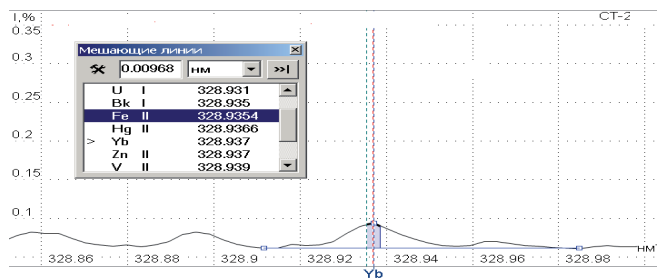 I,%
СТ-2
0.35
0.3
0.25
0.2
0.15
0.1
Мешающие линии
0.00968 нм
U I 328.931
Bk I 328.935
Fe II 328.9354
Hg II 328.9366
> Yb 328.937
Zn II 328.937
V II 328.939
нм
328.86 328.88 328.9 328.92 328.94 328.96 328.98
Yb